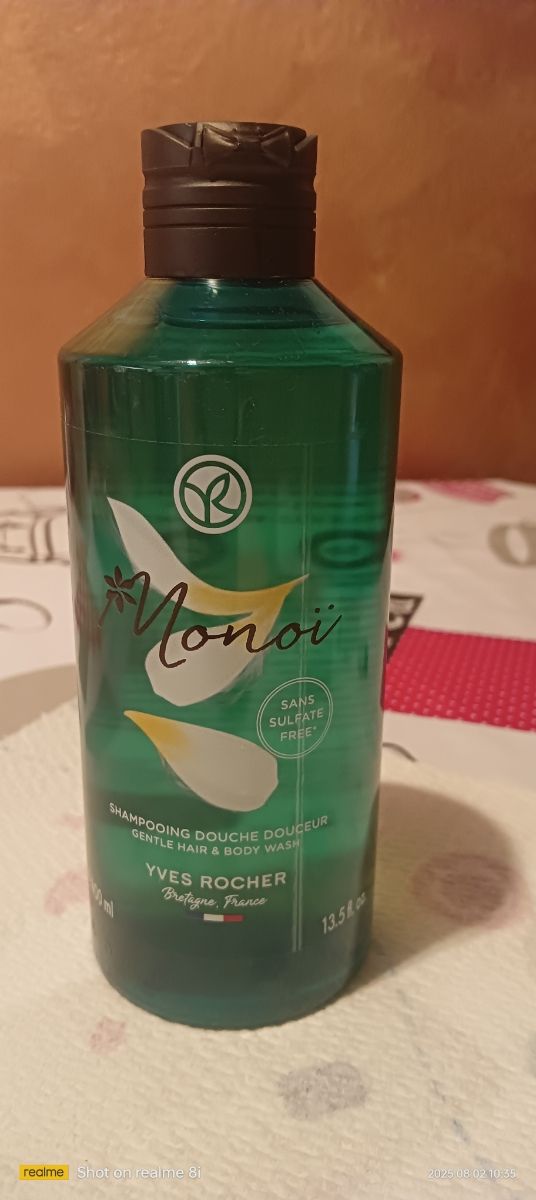 Monoï
SANS
SULFATE
FREE*
SHAMPOOING DOUCHE DOUCEUR
GENTLE HAIR & BODY WASH
YVES ROCHER
Bretagne, France
13.5 fl. oz.
realme
Shot on realme 8i
2025.08.02 10:35